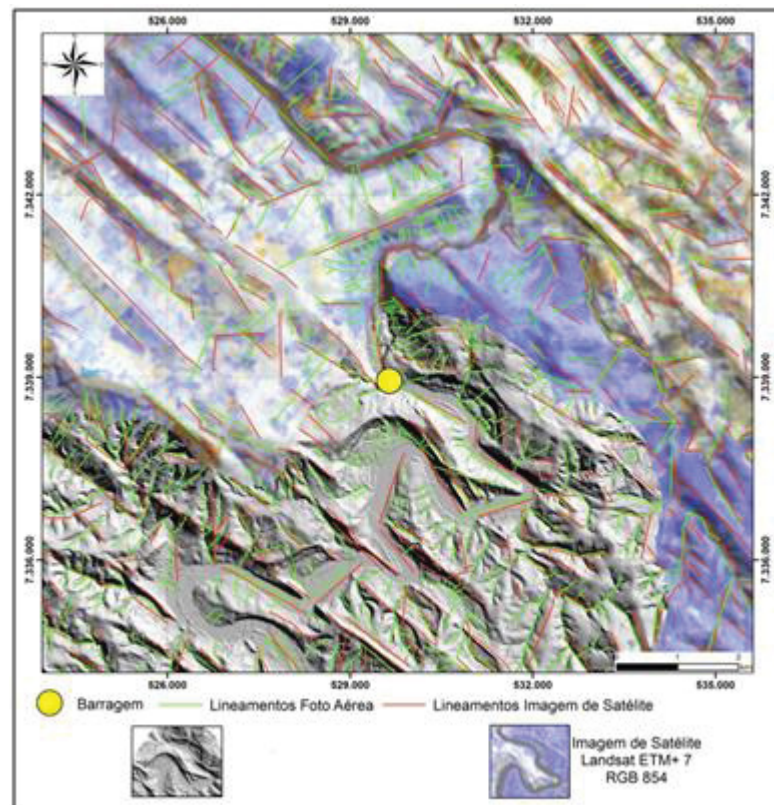 526.000 529.000 532.000 535.000
7.342.000 7.342.000
7.339.000 7.339.000
7.336.000 7.336.000
1 2
526.000 529.000 532.000 535.000
Barragem Lineamentos Foto Aérea Lineamentos Imagem de Satélite
Imagem de Satélite
Landsat ETM+ 7
RGB 854